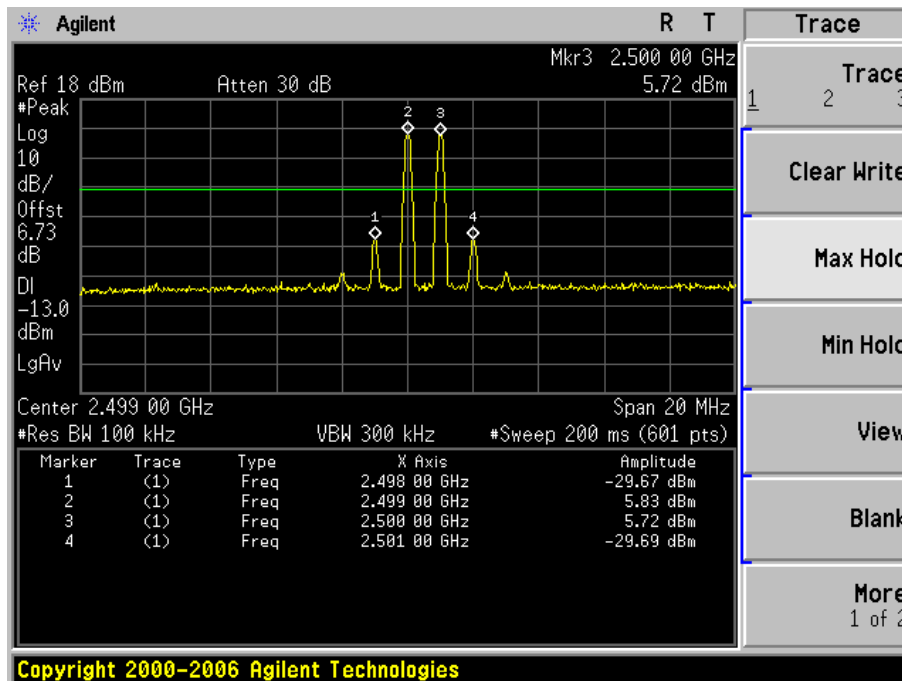 Agilent R T Trace
Mkr3 2.500 00 GHz
Ref 18 dBm Atten 30 dB 5.72 dBm
#Peak
Log
10
dB/
Offst
6.73
dB
DI
-13.0
dBm
LgAv
1
2
3
4
Center 2.499 00 GHz Span 20 MHz
#Res BW 100 kHz VBW 300 kHz #Sweep 200 ms (601 pts)
Marker Trace Type X Axis Amplitude
1 (1) Freq 2.498 00 GHz -29.67 dBm
2 (1) Freq 2.499 00 GHz 5.83 dBm
3 (1) Freq 2.500 00 GHz 5.72 dBm
4 (1) Freq 2.501 00 GHz -29.69 dBm
Trace
1 2 3
Clear Write
Max Hold
Min Hold
View
Blank
More
1 of 2
Copyright 2000-2006 Agilent Technologies